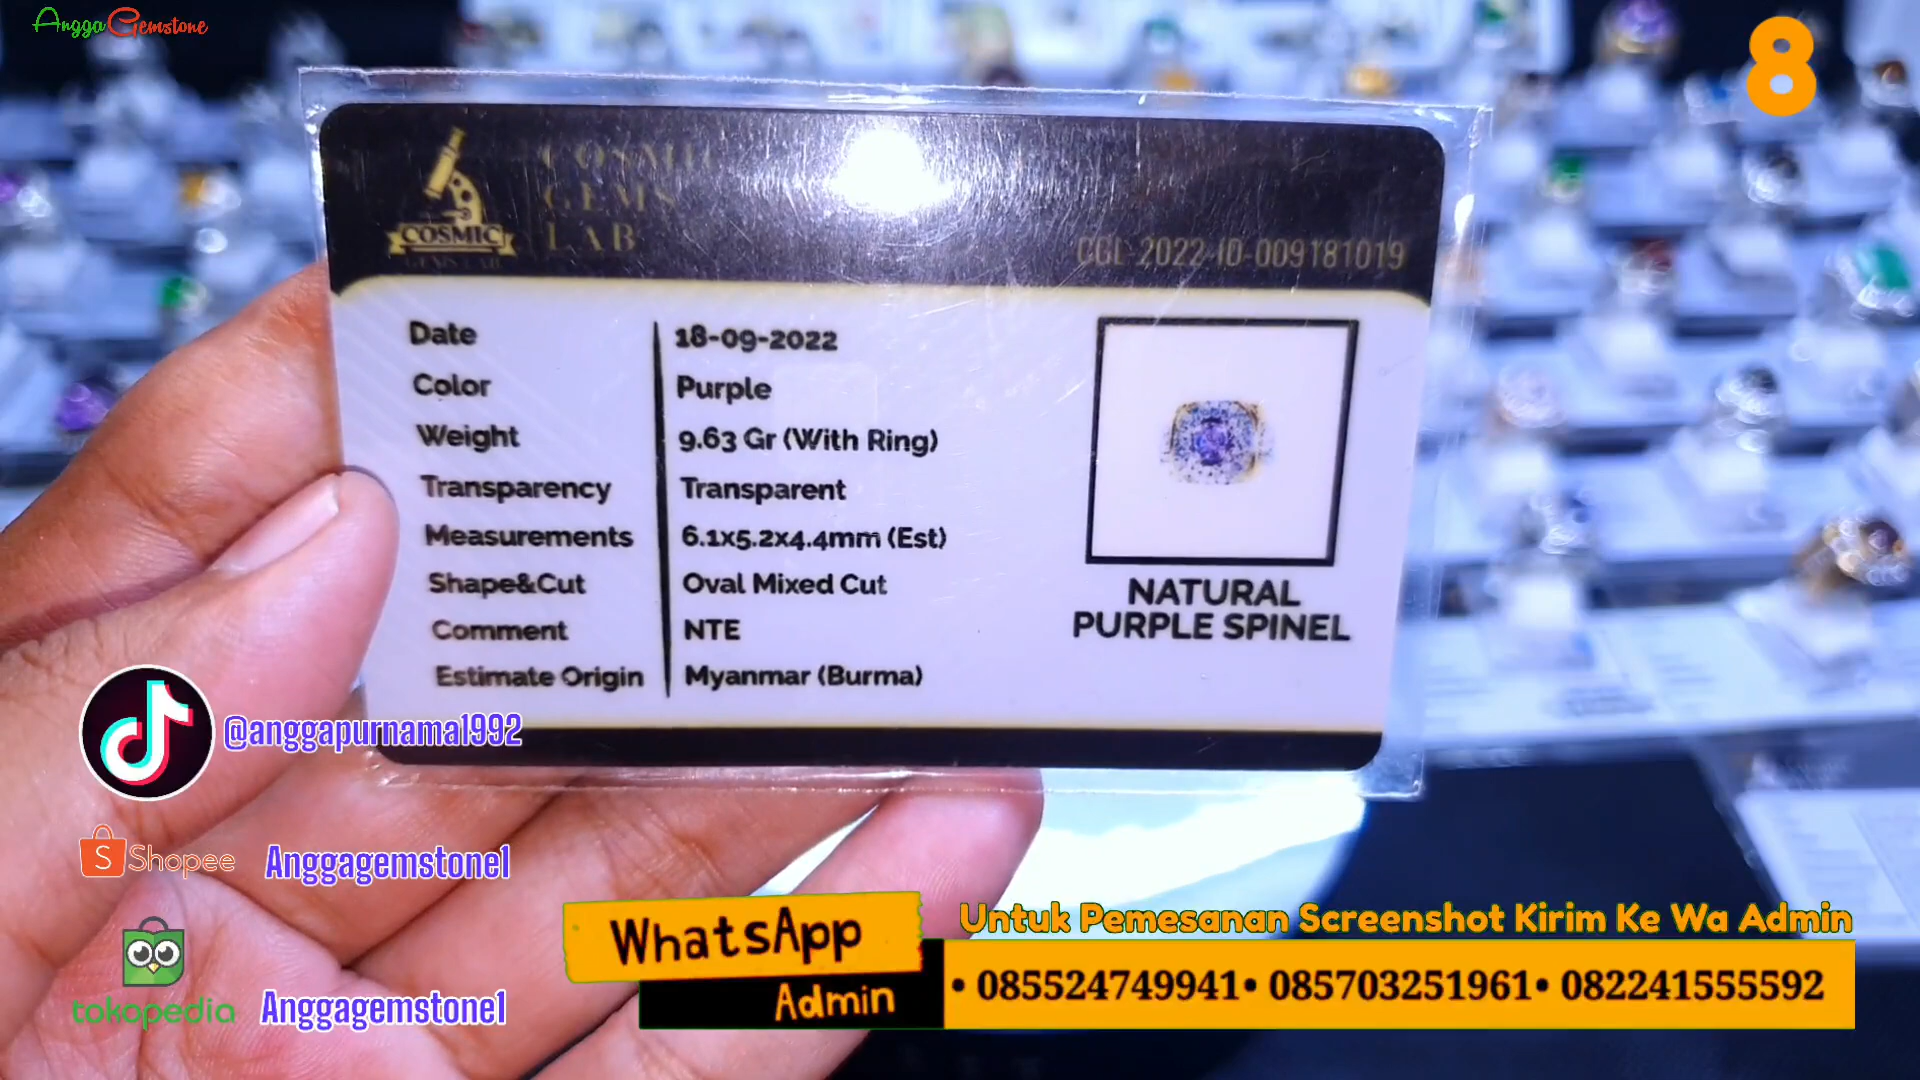 Angga Gemstone
8
COSMIC
GEMS
LAB
COSMIC
GEMS LAB
CGL-2022-ID-009181019
Date 18-09-2022
Color Purple
Weight 9.63 Gr (With Ring)
Transparency Transparent
Measurements 6.1x5.2x4.4mm (Est)
Shape&Cut Oval Mixed Cut
Comment NTE
Estimate Origin Myanmar (Burma)
NATURAL
PURPLE SPINEL
@anggapurnama1992
Shopee Anggagemstone1
tokopedia Anggagemstone1
WhatsApp
Admin
Untuk Pemesanan Screenshot Kirim Ke Wa Admin
• 085524749941• 085703251961• 082241555592